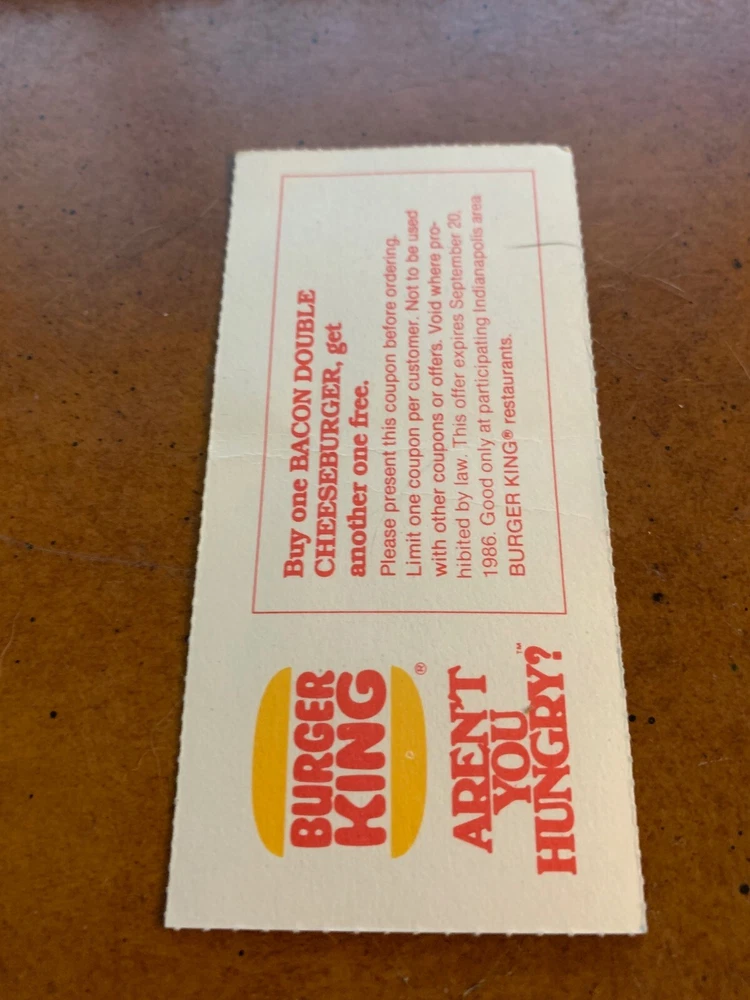 BURGER
KING®
AREN'T
YOU
HUNGRY?™
Buy one BACON DOUBLE
CHEESEBURGER, get
another one free.
Please present this coupon before ordering.
Limit one coupon per customer. Not to be used
with other coupons or offers. Void where pro-
hibited by law. This offer expires September 20,
1986. Good only at participating Indianapolis area
BURGER KING® restaurants.